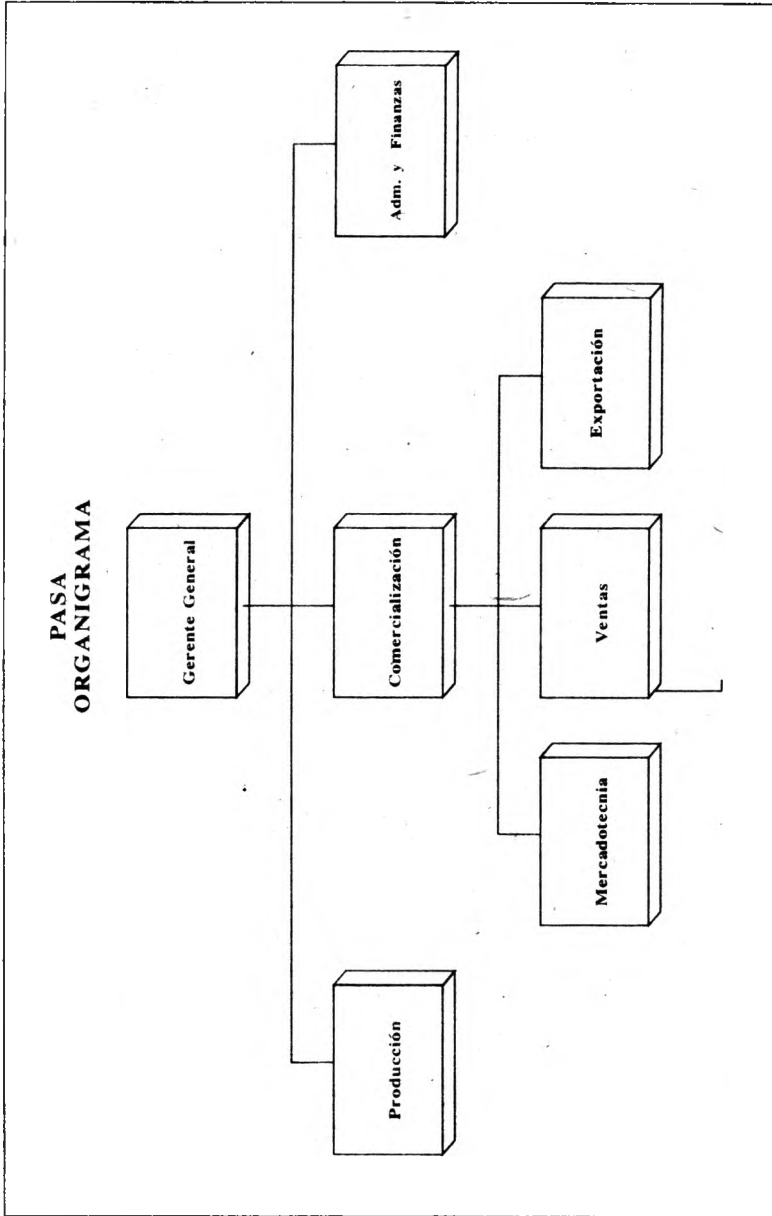 PASA
ORGANIGRAMA
Gerente General
Producción
Comercialización
Adm. y Finanzas
Mercadotecnia
Ventas
Exportación